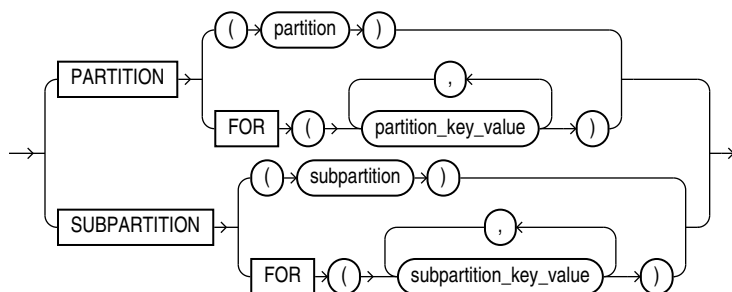 ( partition )
PARTITION
,
FOR ( partition_key_value )
( subpartition )
SUBPARTITION
,
FOR ( subpartition_key_value )